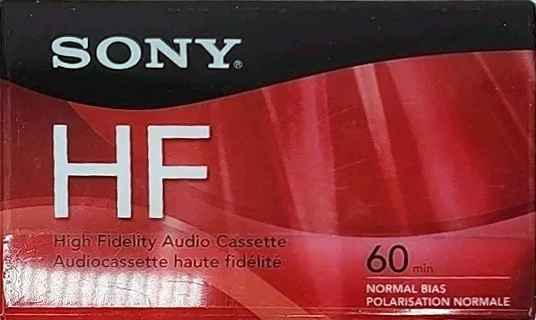 SONY®
HF
High Fidelity Audio Cassette
Audiocassette haute fidélité
60 min
NORMAL BIAS
POLARISATION NORMALE